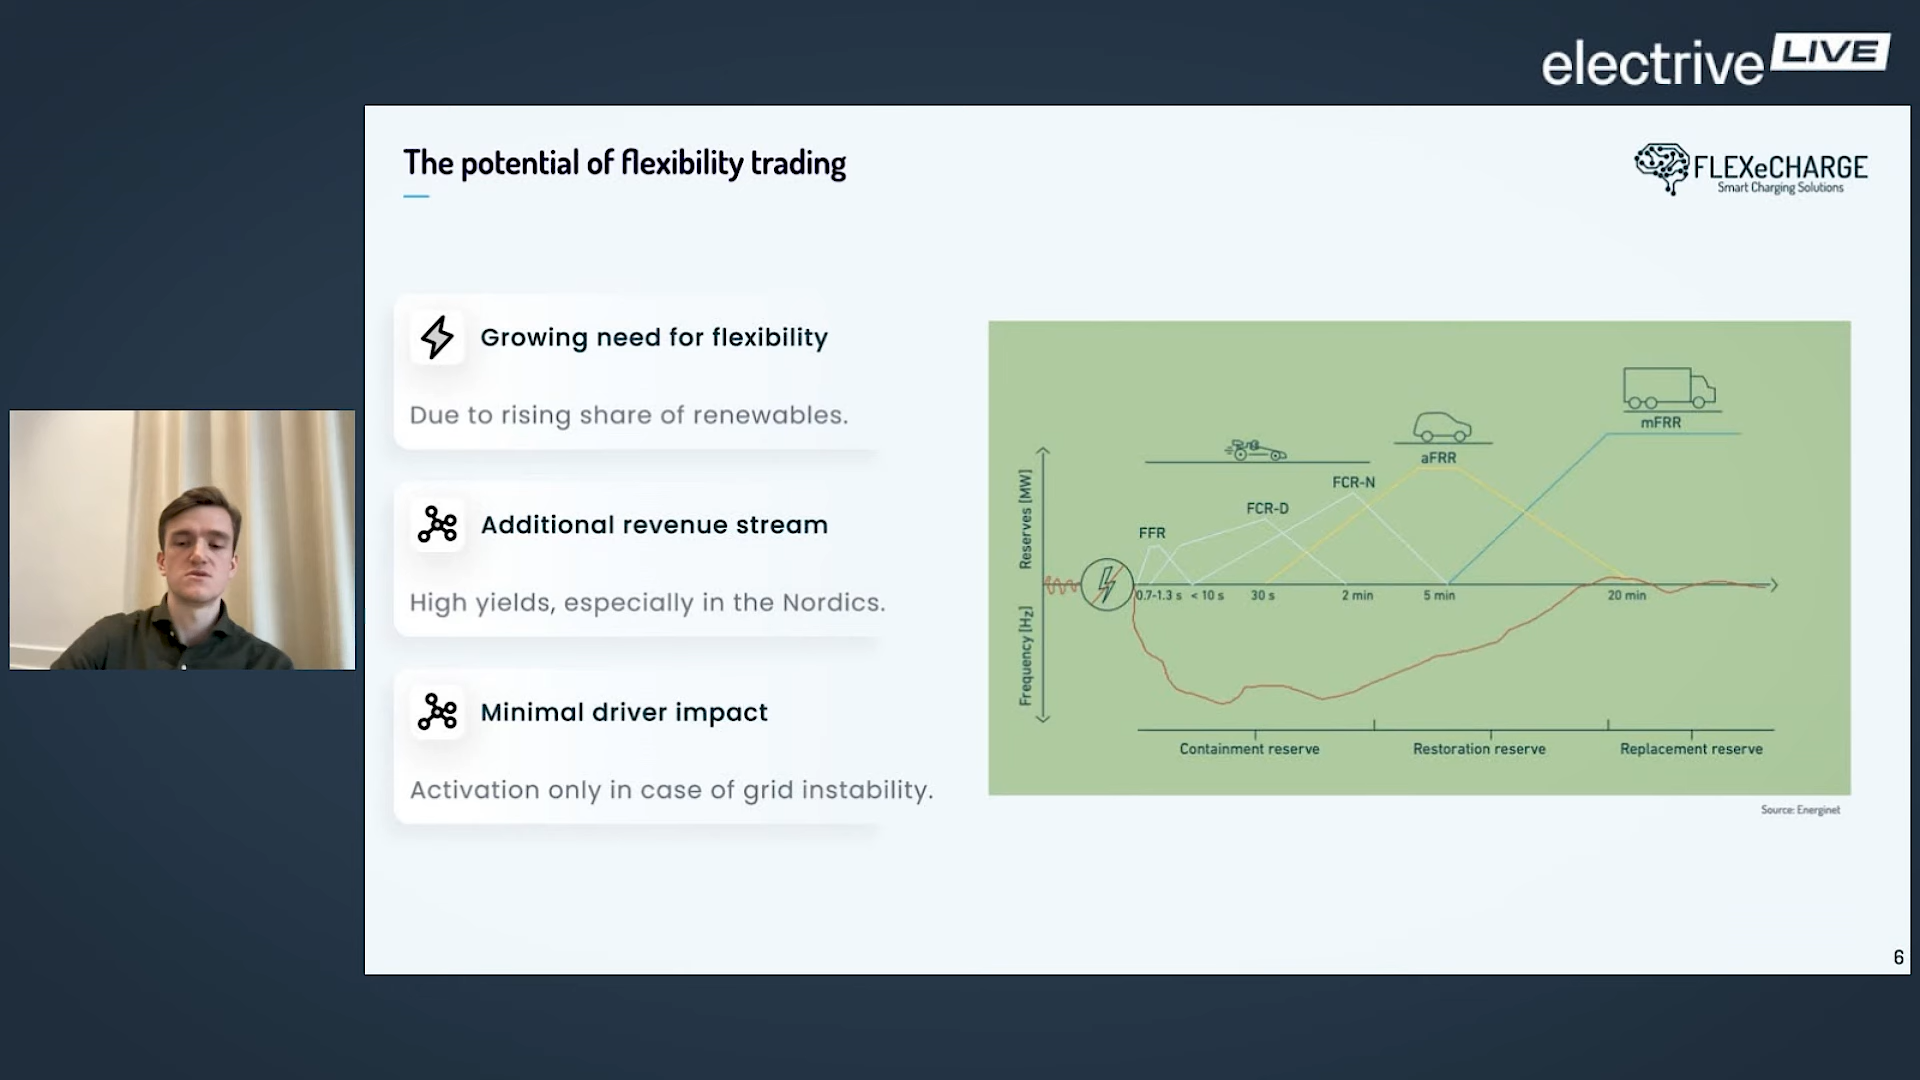 electrive LIVE
The potential of flexibility trading
FLEXeCHARGE
Smart Charging Solutions
Growing need for flexibility
Due to rising share of renewables.
Additional revenue stream
High yields, especially in the Nordics.
Minimal driver impact
Activation only in case of grid instability.
Reserves [MW]
Frequency [Hz]
FFR
FCR-D
FCR-N
aFRR
mFRR
0.7-1.3 s
< 10 s
30 s
2 min
5 min
20 min
Containment reserve
Restoration reserve
Replacement reserve
Source: Energinet
6